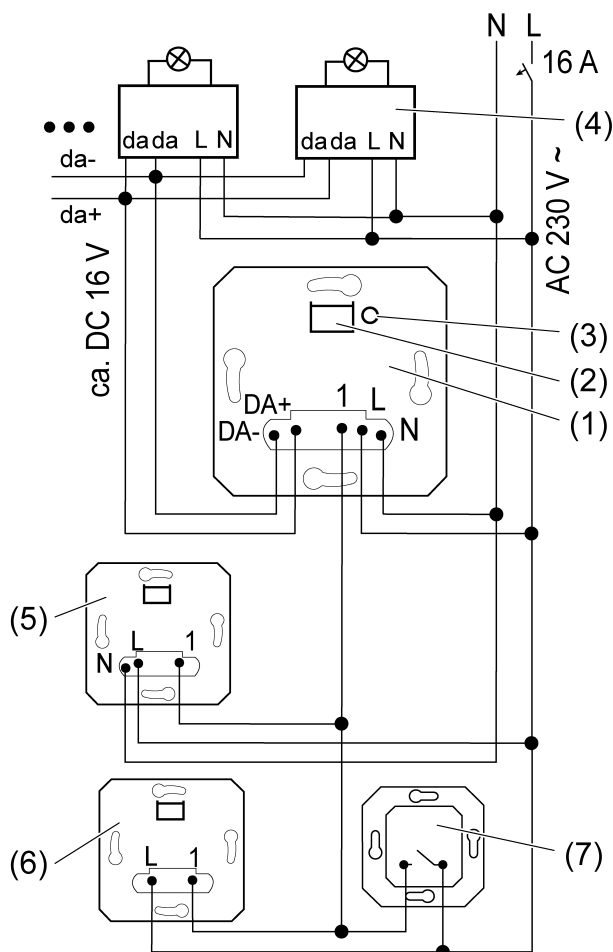 N L
16 A
(4)
da da L N
da da L N
da-
da+
ca. DC 16 V
AC 230 V ~
(3)
(2)
(1)
DA+ 1 L
DA- N
(5)
L 1
N
(6)
L 1
(7)